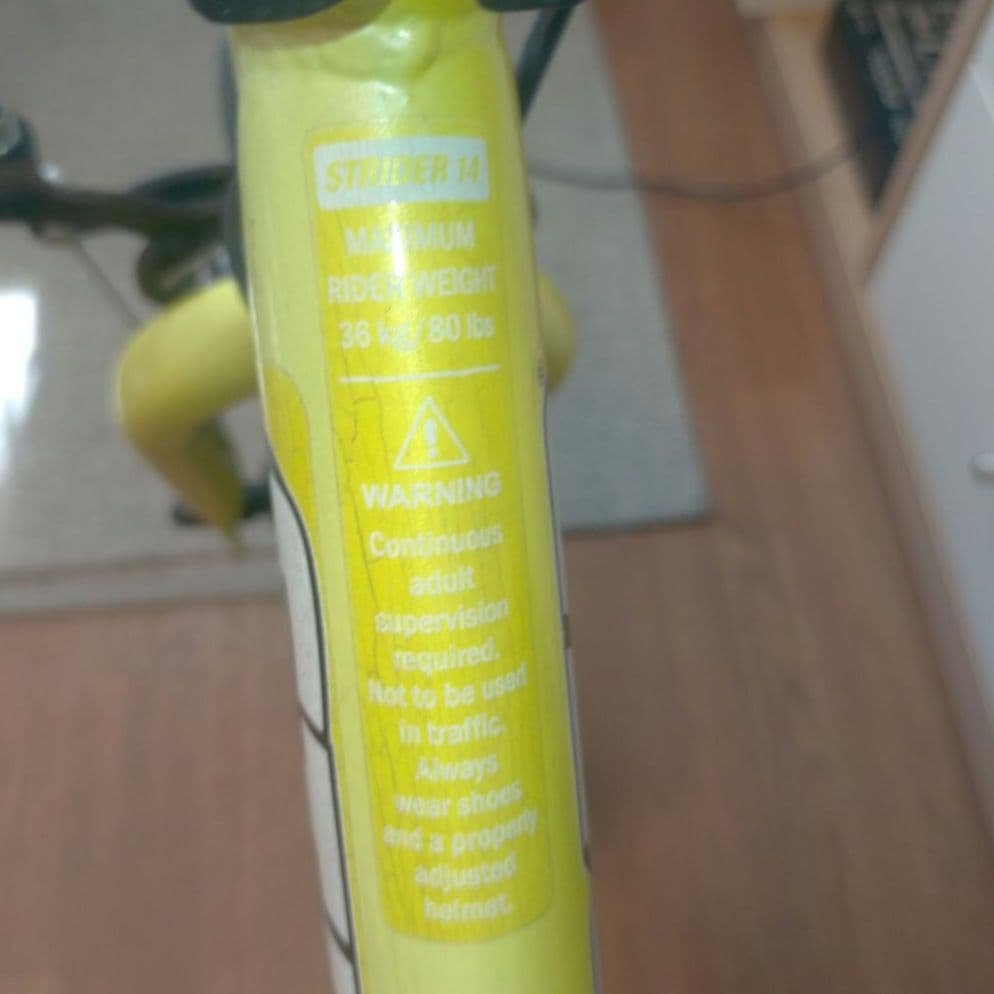 STRIDER 14
MAXIMUM
RIDER WEIGHT
36 kg/80 lbs
WARNING
Continuous
adult
supervision
required.
Not to be used
in traffic.
Always
wear shoes
and a properly
adjusted
helmet.